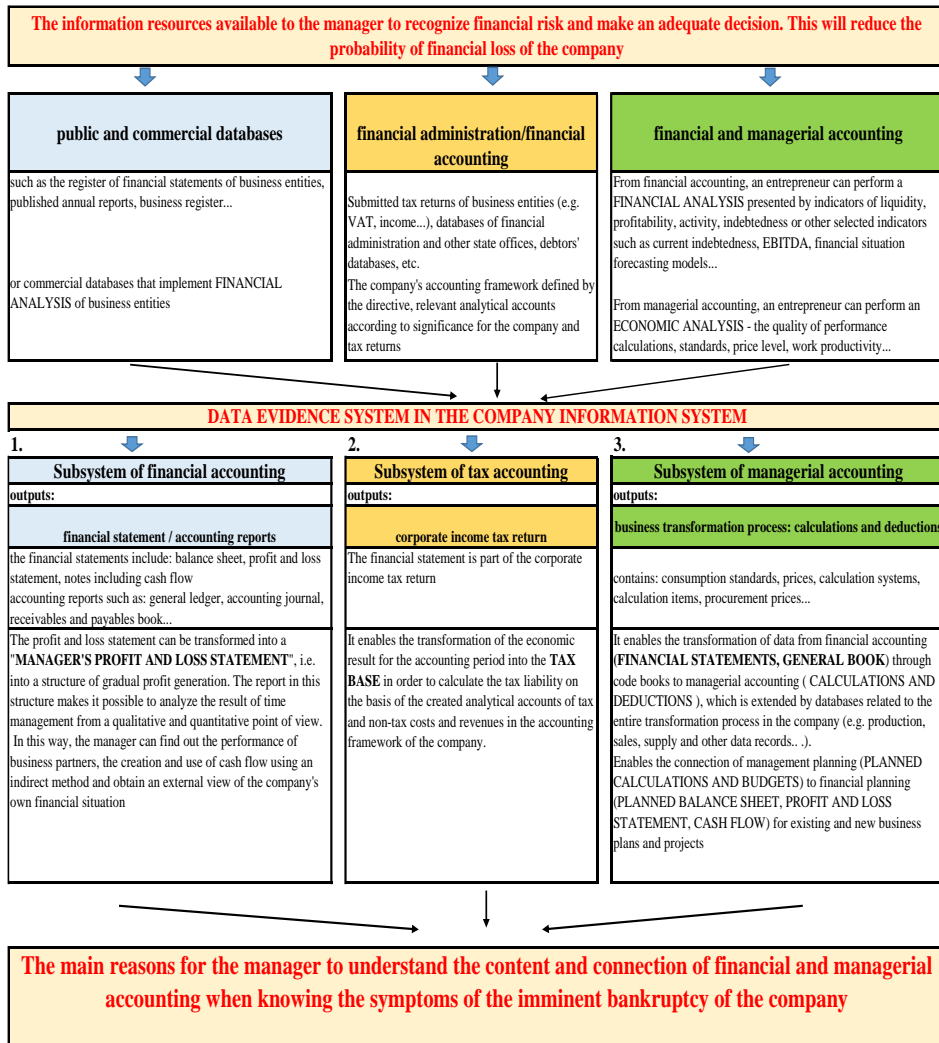 The information resources available to the manager to recognize financial risk and make an adequate decision. This will reduce the
probability of financial loss of the company
public and commercial databases
such as the register of financial statements of business entities,
published annual reports, business register...
or commercial databases that implement FINANCIAL
ANALYSIS of business entities
financial administration/financial
accounting
Submitted tax returns of business entities (e.g.
VAT, income...), databases of financial
administration and other state offices, debtors'
databases, etc.
The company's accounting framework defined by
the directive, relevant analytical accounts
according to significance for the company and
tax returns
financial and managerial accounting
From financial accounting, an entrepreneur can perform a
FINANCIAL ANALYSIS presented by indicators of liquidity,
profitability, activity, indebtedness or other selected indicators
such as current indebtedness, EBITDA, financial situation
forecasting models...
From managerial accounting, an entrepreneur can perform an
ECONOMIC ANALYSIS - the quality of performance
calculations, standards, price level, work productivity...
DATA EVIDENCE SYSTEM IN THE COMPANY INFORMATION SYSTEM
1.
Subsystem of financial accounting
outputs:
financial statement / accounting reports
the financial statements include: balance sheet, profit and loss
statement, notes including cash flow
accounting reports such as: general ledger, accounting journal,
receivables and payables book...
The profit and loss statement can be transformed into a
"MANAGER'S PROFIT AND LOSS STATEMENT", i.e.
into a structure of gradual profit generation. The report in this
structure makes it possible to analyze the result of time
management from a qualitative and quantitative point of view.
In this way, the manager can find out the performance of
business partners, the creation and use of cash flow using an
indirect method and obtain an external view of the company's
own financial situation
2.
Subsystem of tax accounting
outputs:
corporate income tax return
The financial statement is part of the corporate
income tax return
It enables the transformation of the economic
result for the accounting period into the TAX
BASE in order to calculate the tax liability on
the basis of the created analytical accounts of tax
and non-tax costs and revenues in the accounting
framework of the company.
3.
Subsystem of managerial accounting
outputs:
business transformation process: calculations and deductions
contains: consumption standards, prices, calculation systems,
calculation items, procurement prices...
It enables the transformation of data from financial accounting
(FINANCIAL STATEMENTS, GENERAL BOOK) through
code books to managerial accounting ( CALCULATIONS AND
DEDUCTIONS ), which is extended by databases related to the
entire transformation process in the company (e.g. production,
sales, supply and other data records.. .).
Enables the connection of management planning (PLANNED
CALCULATIONS AND BUDGETS) to financial planning
(PLANNED BALANCE SHEET, PROFIT AND LOSS
STATEMENT, CASH FLOW) for existing and new business
plans and projects
The main reasons for the manager to understand the content and connection of financial and managerial
accounting when knowing the symptoms of the imminent bankruptcy of the company